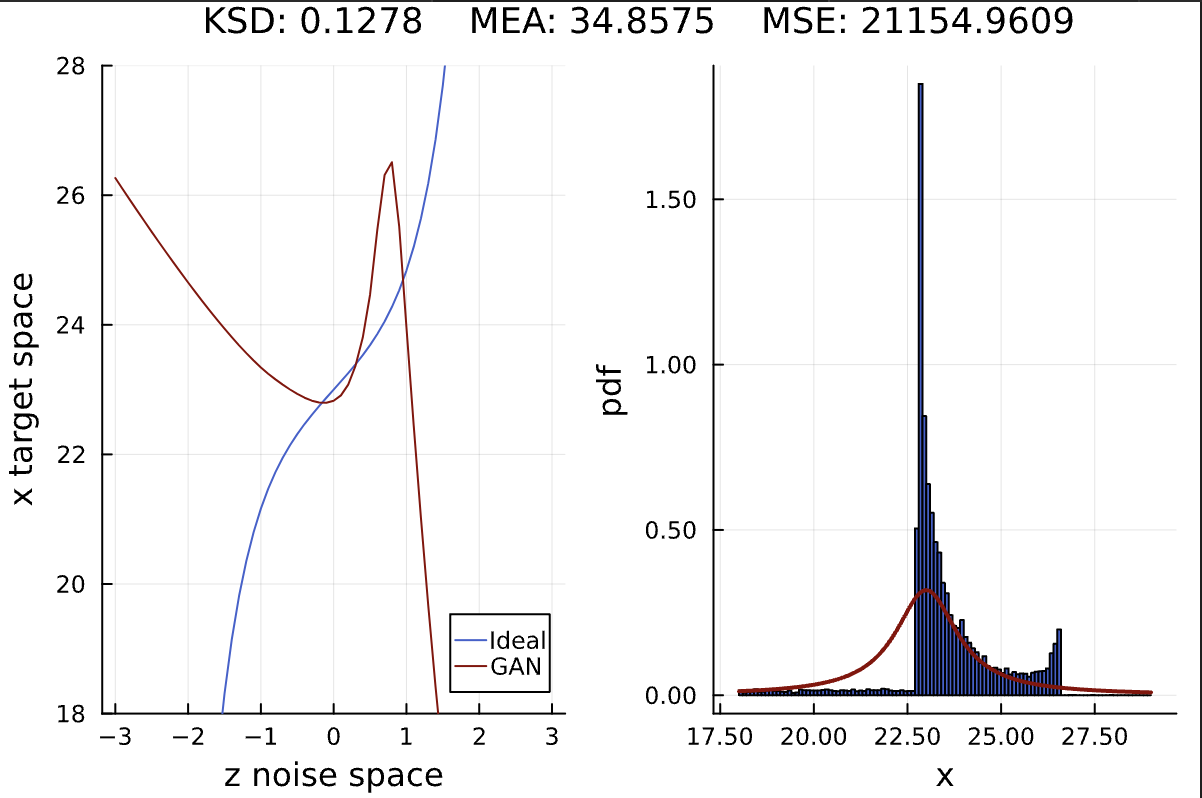 KSD: 0.1278 MEA: 34.8575 MSE: 21154.9609
28
26
24
22
20
18
x target space
−3 −2 −1 0 1 2 3
z noise space
Ideal
GAN
1.50
1.00
0.50
0.00
pdf
17.50 20.00 22.50 25.00 27.50
x